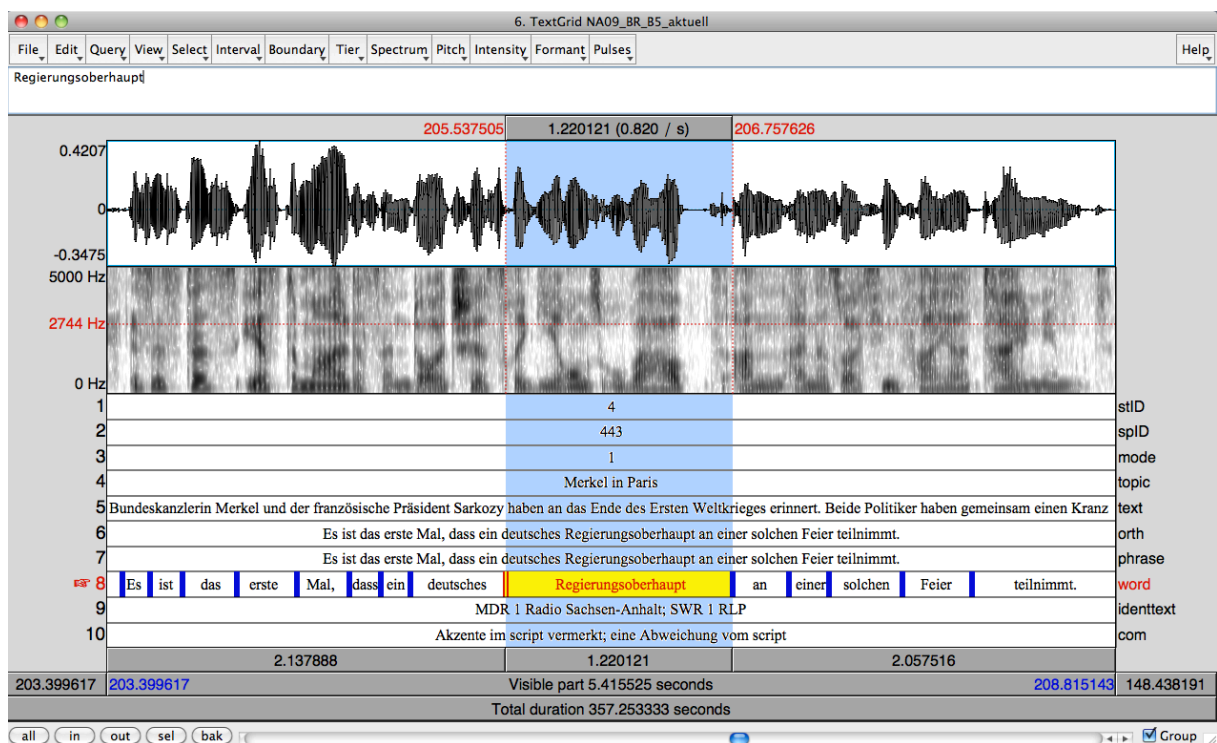 6. TextGrid NA09_BR_B5_aktuell
File Edit Query View Select Interval Boundary Tier Spectrum Pitch Intensity Formant Pulses Help
Regierungsoberhaupt
205.537505 1.220121 (0.820 / s) 206.757626
0.4207
0
-0.3475
5000 Hz
2744 Hz
0 Hz
1 4 stID
2 443 spID
3 1 mode
4 Merkel in Paris topic
5 Bundeskanzlerin Merkel und der französische Präsident Sarkozy haben an das Ende des Ersten Weltkrieges erinnert. Beide Politiker haben gemeinsam einen Kranz text
6 Es ist das erste Mal, dass ein deutsches Regierungsoberhaupt an einer solchen Feier teilnimmt. orth
7 Es ist das erste Mal, dass ein deutsches Regierungsoberhaupt an einer solchen Feier teilnimmt. phrase
8 Es ist das erste Mal, dass ein deutsches Regierungsoberhaupt an einer solchen Feier teilnimmt. word
9 MDR 1 Radio Sachsen-Anhalt; SWR 1 RLP identtext
10 Akzente im script vermerkt; eine Abweichung vom script com
2.137888 1.220121 2.057516
203.399617 203.399617 Visible part 5.415525 seconds 208.815143 148.438191
Total duration 357.253333 seconds
all in out sel bak Group